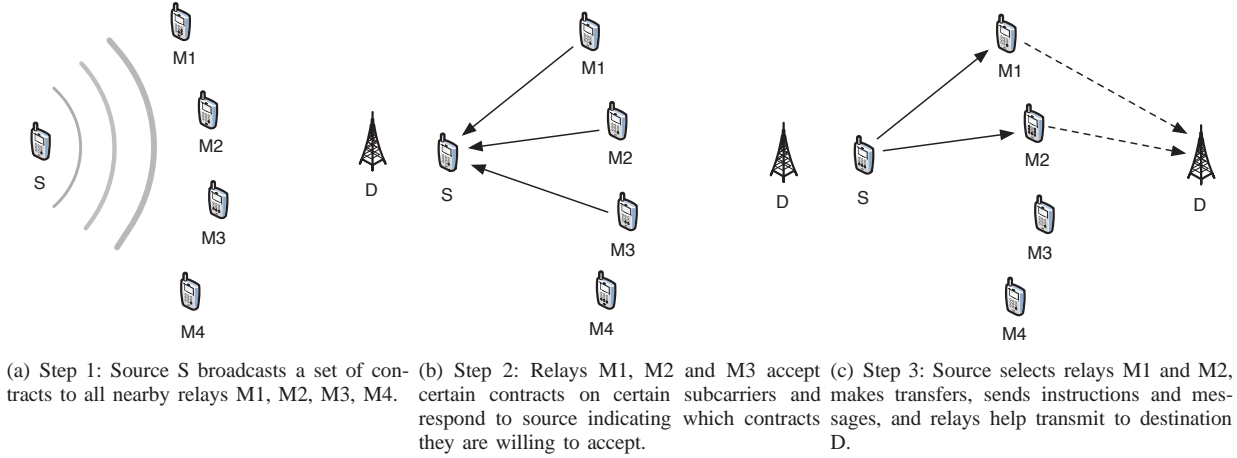 M1
M2
M3
M4
S
D
M1
M2
M3
M4
S
D
M1
M2
M3
M4
S
D
(a) Step 1: Source S broadcasts a set of con-
tracts to all nearby relays M1, M2, M3, M4.
(b) Step 2: Relays M1, M2 and M3 accept
certain contracts on certain subcarriers and
respond to source indicating which contracts
they are willing to accept.
(c) Step 3: Source selects relays M1 and M2,
makes transfers, sends instructions and mes-
sages, and relays help transmit to destination
D.